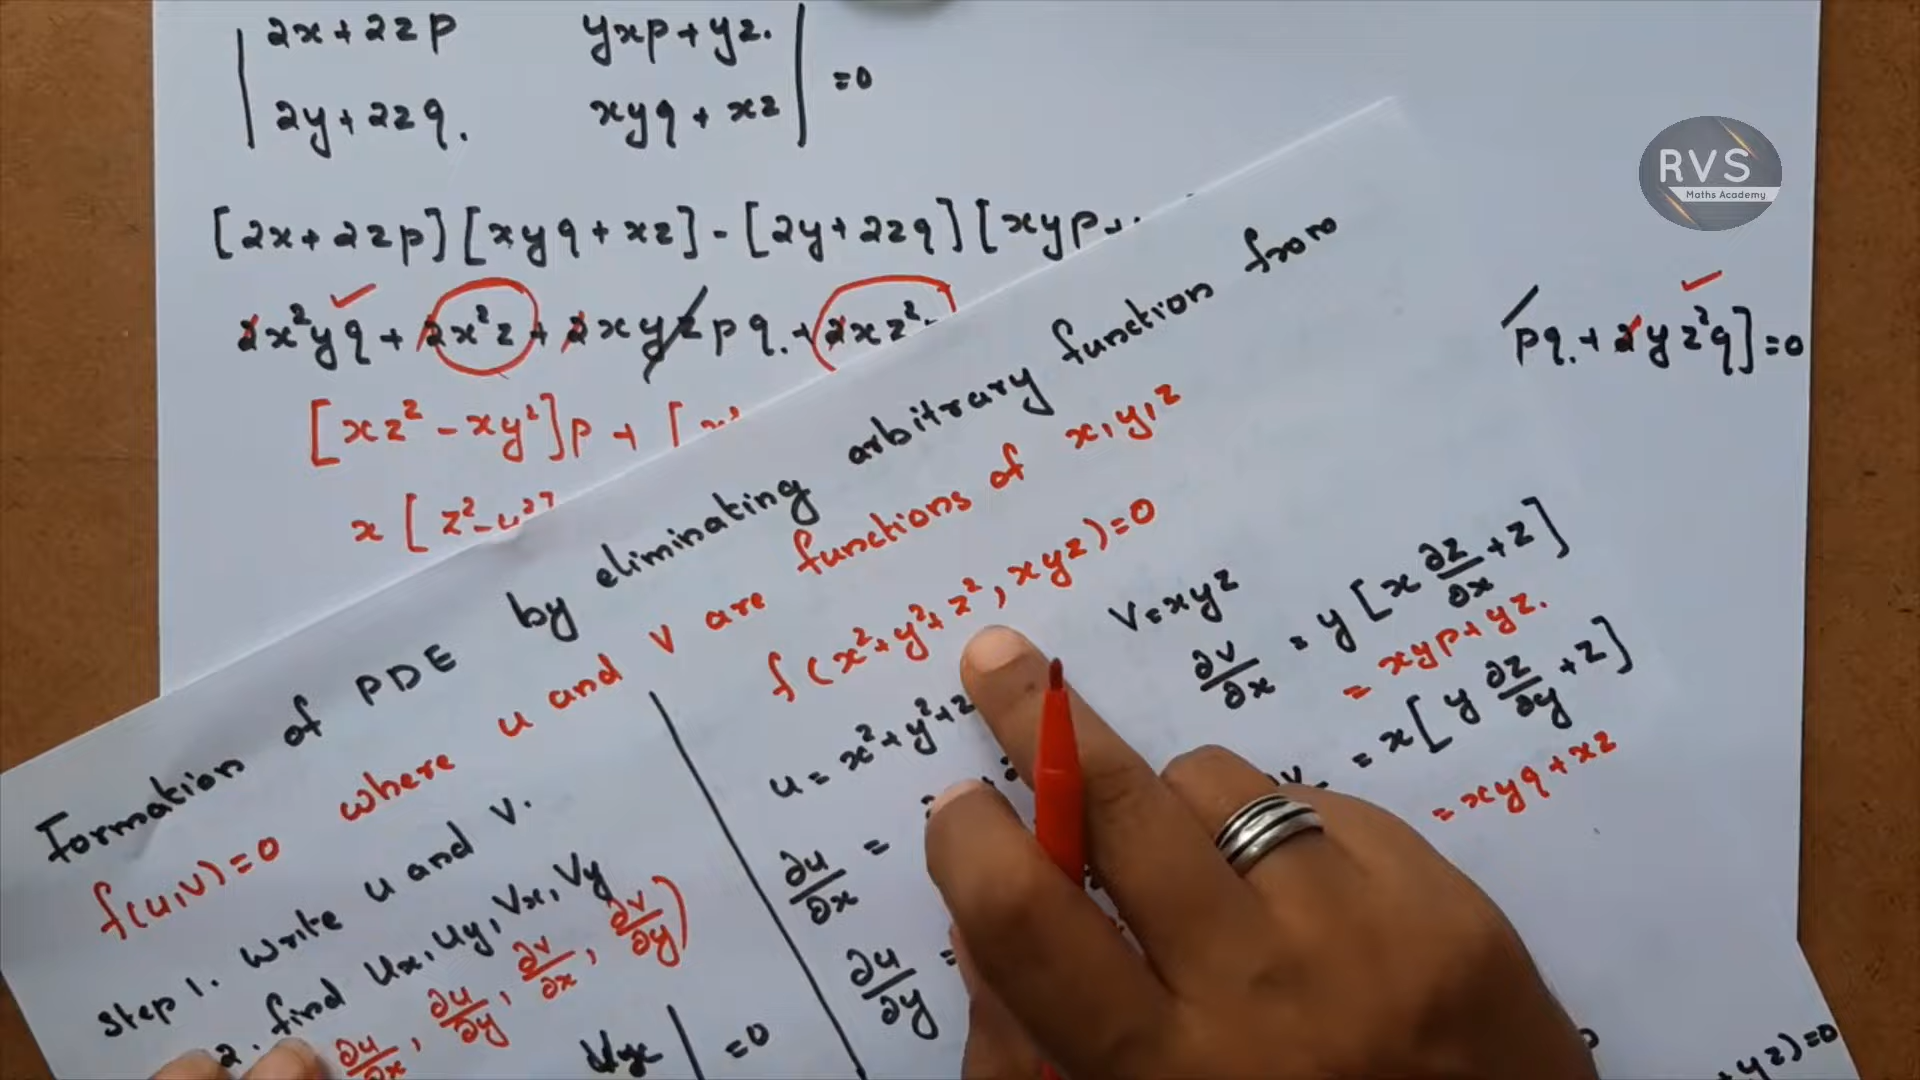 2x+2zp yxp+yz.
2y+2zq. xyq+xz =0
[2x+2zp][xyq+xz]-[2y+2zq][xyp+
2x²yq+2x²z+2xyzpq.+2xz² pq.+2yz²q]=0
[xz²-xy²]p+[
x[z²-y²]
RVS
Maths Academy
Formation of PDE by eliminating arbitrary function from
f(u,v)=0 where u and v are functions of x,y,z
Step 1. Write u and v.
2. find ux, uy, vx, vy
∂u/∂x, ∂u/∂y, ∂v/∂x, ∂v/∂y)
=0
f(x²+y²+z², xyz)=0
u=x²+y²+z
∂u/∂x =
∂u/∂y =
v=xyz
∂v/∂x = y[x ∂z/∂x +z]
=xyp+yz.
=x[y ∂z/∂y +z]
=xyq+xz
+yz)=0